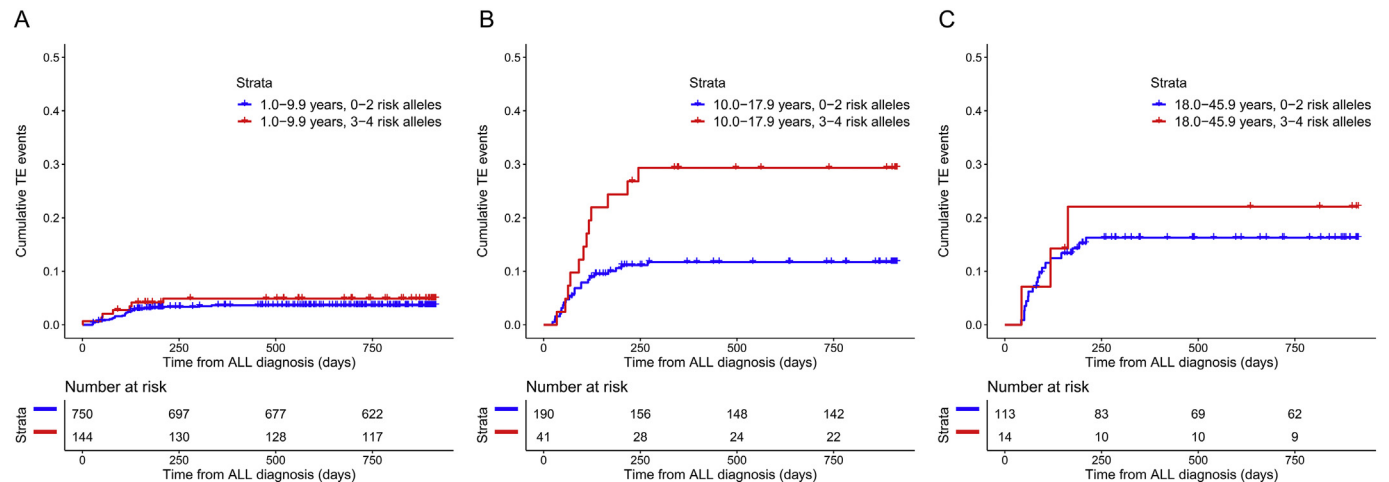 A
Cumulative TE events
0.5
0.4
0.3
0.2
0.1
0.0
Strata
1.0−9.9 years, 0−2 risk alleles
1.0−9.9 years, 3−4 risk alleles
0 250 500 750
Time from ALL diagnosis (days)
Number at risk
Strata
750 697 677 622
144 130 128 117
0 250 500 750
Time from ALL diagnosis (days)
B
Cumulative TE events
0.5
0.4
0.3
0.2
0.1
0.0
Strata
10.0−17.9 years, 0−2 risk alleles
10.0−17.9 years, 3−4 risk alleles
0 250 500 750
Time from ALL diagnosis (days)
Number at risk
Strata
190 156 148 142
41 28 24 22
0 250 500 750
Time from ALL diagnosis (days)
C
Cumulative TE events
0.5
0.4
0.3
0.2
0.1
0.0
Strata
18.0−45.9 years, 0−2 risk alleles
18.0−45.9 years, 3−4 risk alleles
0 250 500 750
Time from ALL diagnosis (days)
Number at risk
Strata
113 83 69 62
14 10 10 9
0 250 500 750
Time from ALL diagnosis (days)